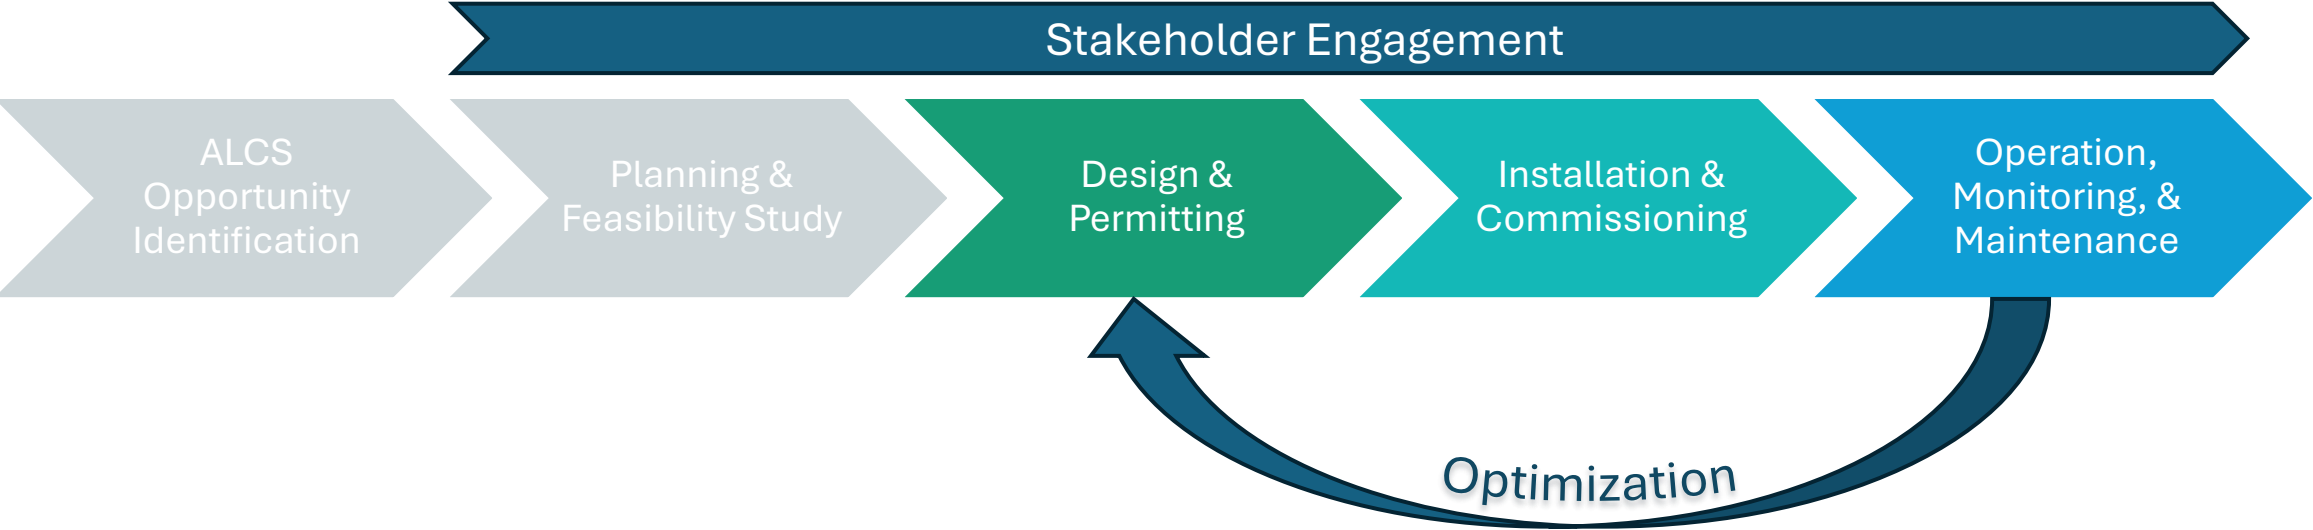 Stakeholder Engagement
ALCS
Opportunity
Identification
Planning &
Feasibility Study
Design &
Permitting
Installation &
Commissioning
Operation,
Monitoring, &
Maintenance
Optimization